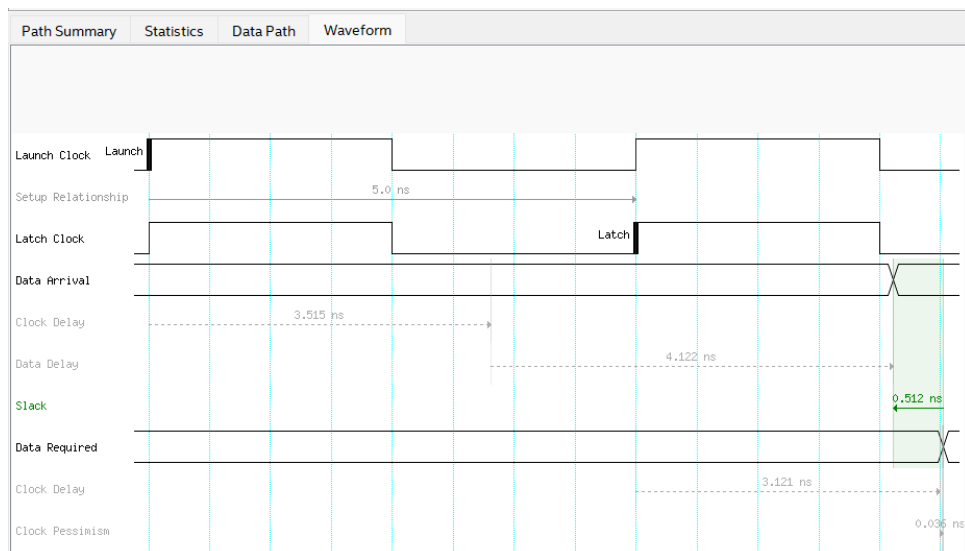 Path Summary Statistics Data Path Waveform
Launch Clock Launch
Setup Relationship 5.0 ns
Latch Clock Latch
Data Arrival
Clock Delay 3.515 ns
Data Delay 4.122 ns
Slack 0.512 ns
Data Required
Clock Delay 3.121 ns
Clock Pessimism 0.036 ns